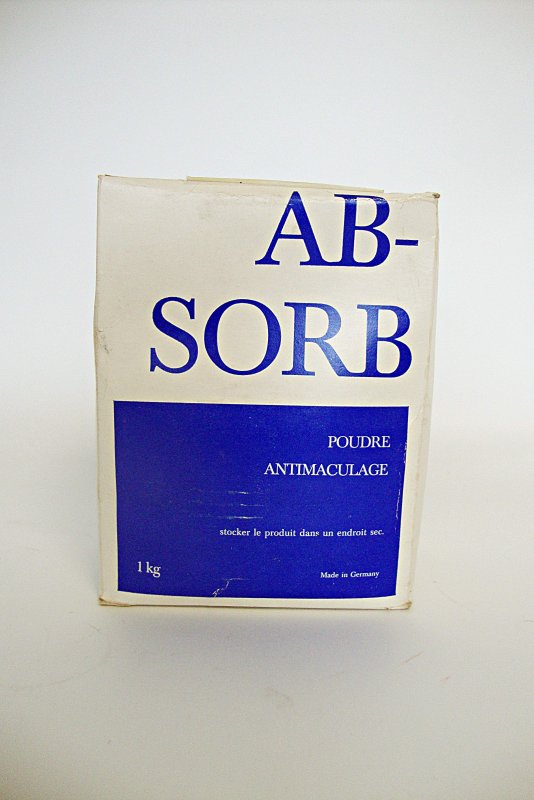 AB-
SORB
POUDRE
ANTIMACULAGE
stocker le produit dans un endroit sec.
1 kg
Made in Germany